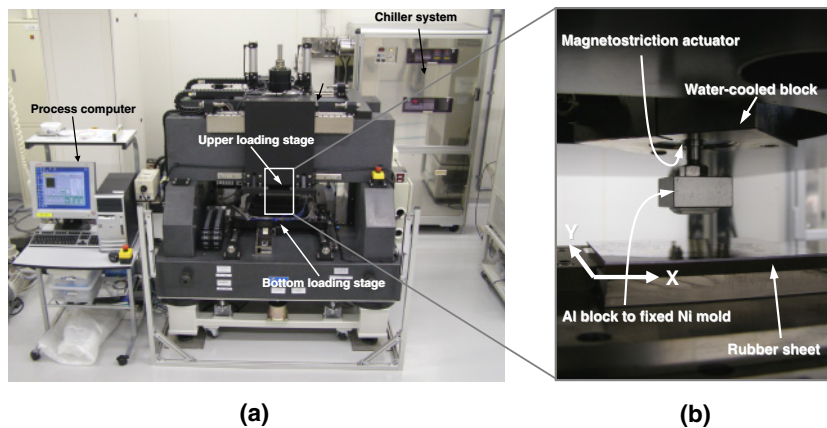 Chiller system
Process computer
Upper loading stage
Bottom loading stage
(a)
Magnetostriction actuator
Water-cooled block
Y
X
Al block to fixed Ni mold
Rubber sheet
(b)